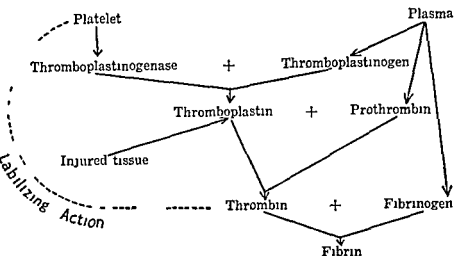 Platelet Plasma
Thromboplastinogenase + Thromboplastinogen
Thromboplastin + Prothrombin
Injured tissue
Labilizing Action
Thrombin + Fibrinogen
Fibrin